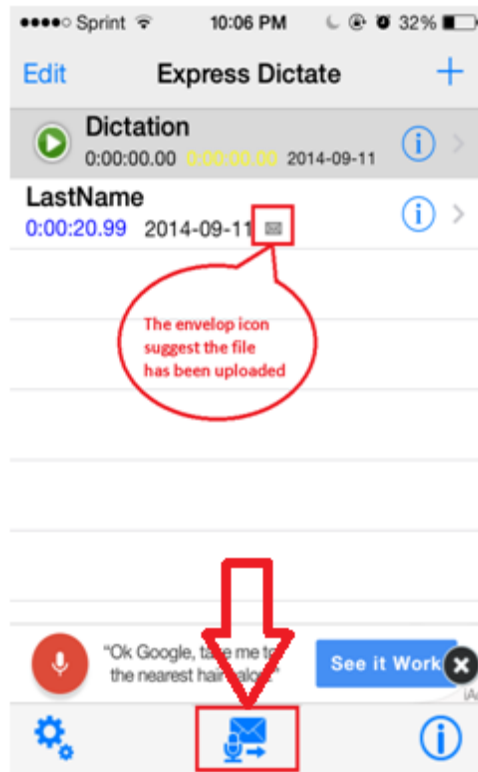 Sprint 10:06 PM 32%
Edit Express Dictate +
Dictation
0:00:00.00 0:00:00.00 2014-09-11
LastName
0:00:20.99 2014-09-11
The envelop icon
suggest the file
has been uploaded
"Ok Google, take me to
the nearest hair salon."
See it Work
iA